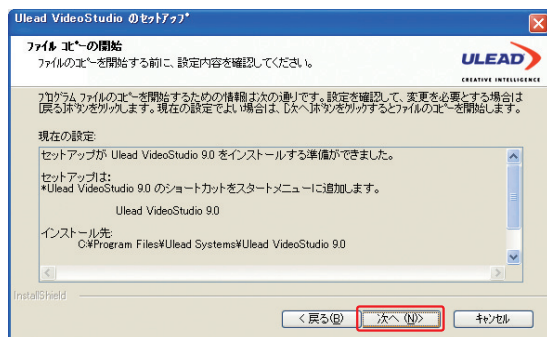 Ulead VideoStudio のセットアップ
ファイル コピーの開始
ファイルのコピーを開始する前に、設定内容を確認してください。
ULEAD
CREATIVE INTELLIGENCE
プログラム ファイルのコピーを開始するための情報は次の通りです。設定を確認して、変更を必要とする場合は
[戻る]ボタンをクリックします。現在の設定でよい場合は、[次へ]ボタンをクリックするとファイルのコピーを開始します。
現在の設定:
セットアップが Ulead VideoStudio 9.0 をインストールする準備ができました。
セットアップは:
*Ulead VideoStudio 9.0 のショートカットをスタートメニューに追加します。
Ulead VideoStudio 9.0
インストール先:
C:¥Program Files¥Ulead Systems¥Ulead VideoStudio 9.0
InstallShield
< 戻る(B)
次へ (N)>
キャンセル